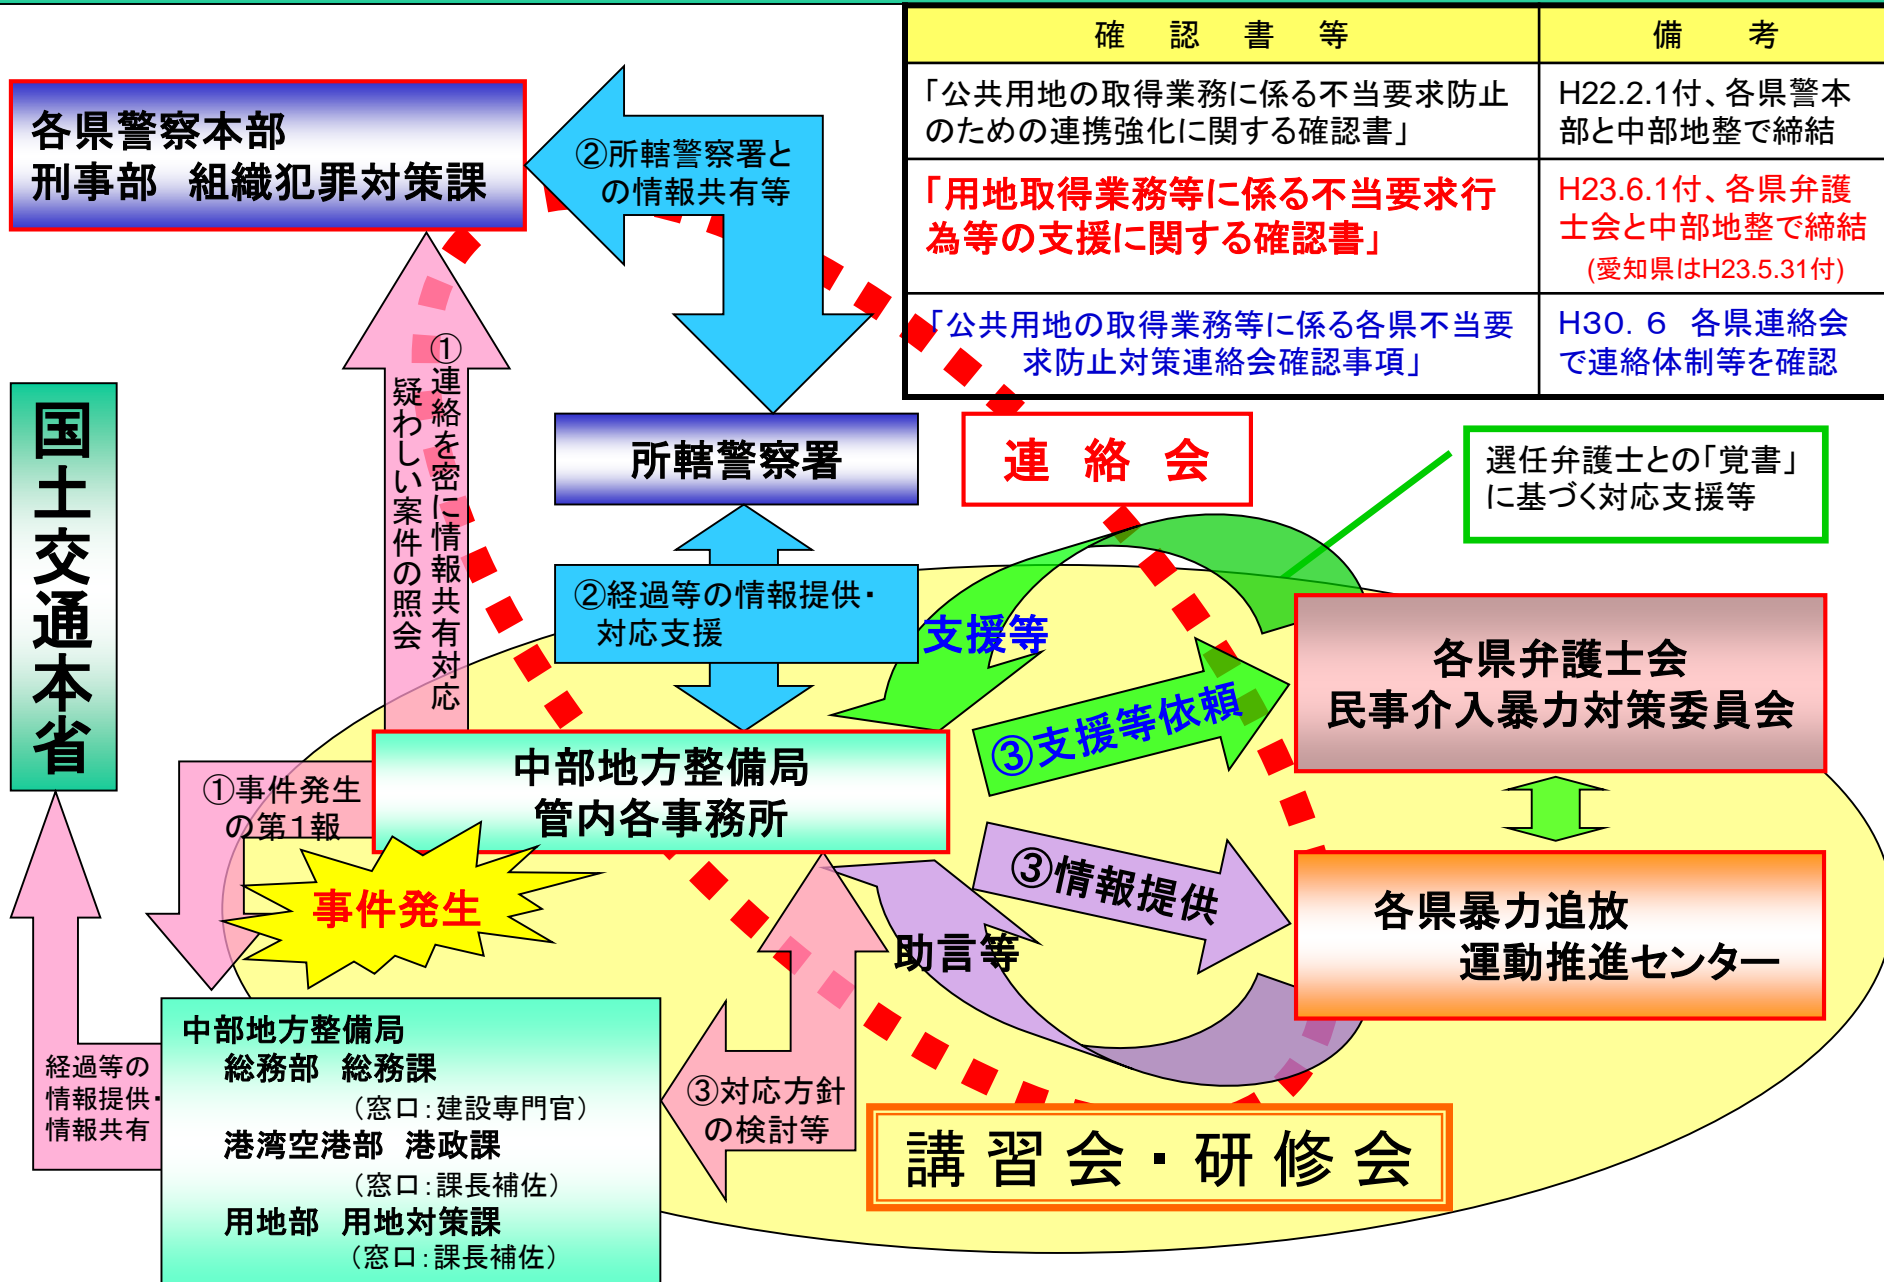 確認書等
備考
「公共用地の取得業務に係る不当要求防止
のための連携強化に関する確認書」
H22.2.1付、各県警本
部と中部地整で締結
「用地取得業務等に係る不当要求行
為等の支援に関する確認書」
H23.6.1付、各県弁護
士会と中部地整で締結
(愛知県はH23.5.31付)
「公共用地の取得業務等に係る各県不当要
求防止対策連絡会確認事項」
H30．6　各県連絡会
で連絡体制等を確認
各県警察本部
刑事部　組織犯罪対策課
②所轄警察署と
の情報共有等
①連絡を密に情報共有対応
疑わしい案件の照会
国土交通本省
所轄警察署
連絡会
選任弁護士との「覚書」
に基づく対応支援等
②経過等の情報提供・
対応支援
支援等
③支援等依頼
各県弁護士会
民事介入暴力対策委員会
中部地方整備局
管内各事務所
①事件発生
の第1報
事件発生
③情報提供
助言等
各県暴力追放
運動推進センター
経過等の
情報提供・
情報共有
中部地方整備局
総務部　総務課
（窓口：建設専門官）
港湾空港部　港政課
（窓口：課長補佐）
用地部　用地対策課
（窓口：課長補佐）
③対応方針
の検討等
講習会・研修会